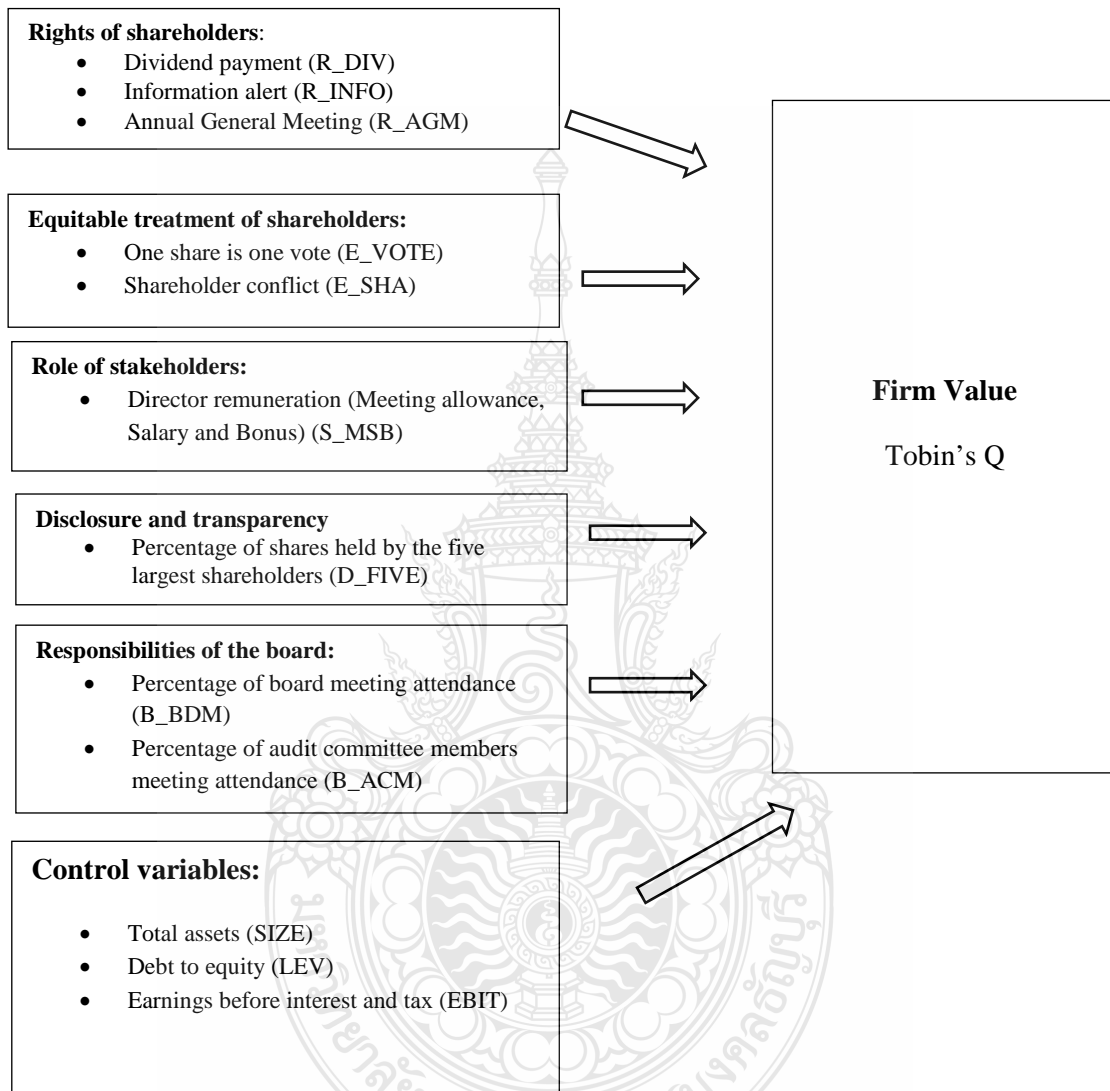 Rights of shareholders:
• Dividend payment (R_DIV)
• Information alert (R_INFO)
• Annual General Meeting (R_AGM)
Equitable treatment of shareholders:
• One share is one vote (E_VOTE)
• Shareholder conflict (E_SHA)
Role of stakeholders:
• Director remuneration (Meeting allowance,
Salary and Bonus) (S_MSB)
Disclosure and transparency
• Percentage of shares held by the five
largest shareholders (D_FIVE)
Responsibilities of the board:
• Percentage of board meeting attendance
(B_BDM)
• Percentage of audit committee members
meeting attendance (B_ACM)
Control variables:
• Total assets (SIZE)
• Debt to equity (LEV)
• Earnings before interest and tax (EBIT)
Firm Value
Tobin’s Q